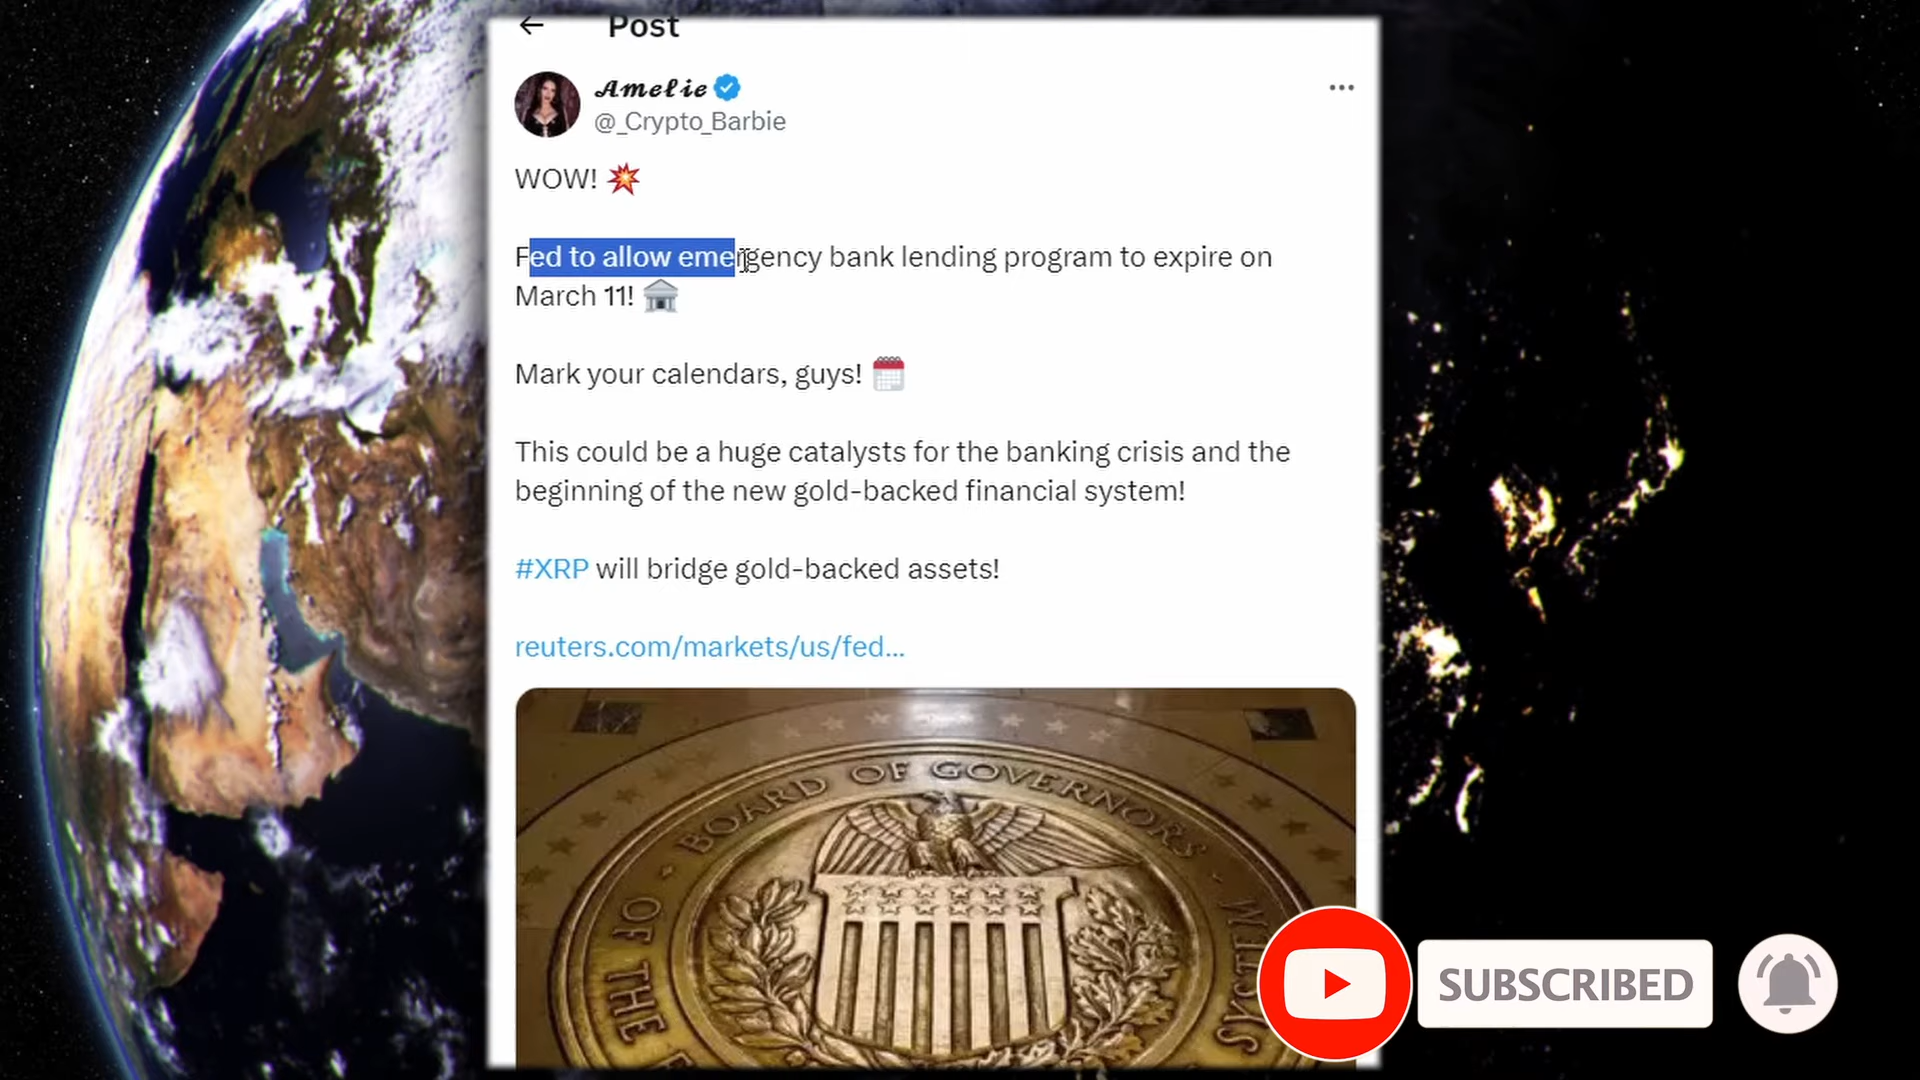 Post
Amelie
@_Crypto_Barbie
WOW! 💥
Fed to allow emergency bank lending program to expire on
March 11! 🏛️
Mark your calendars, guys! 🗓️
This could be a huge catalysts for the banking crisis and the
beginning of the new gold-backed financial system!
#XRP will bridge gold-backed assets!
reuters.com/markets/us/fed...
BOARD OF GOVERNORS
OF THE
SUBSCRIBED